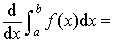 d/dx ∫_a^b f(x)dx =